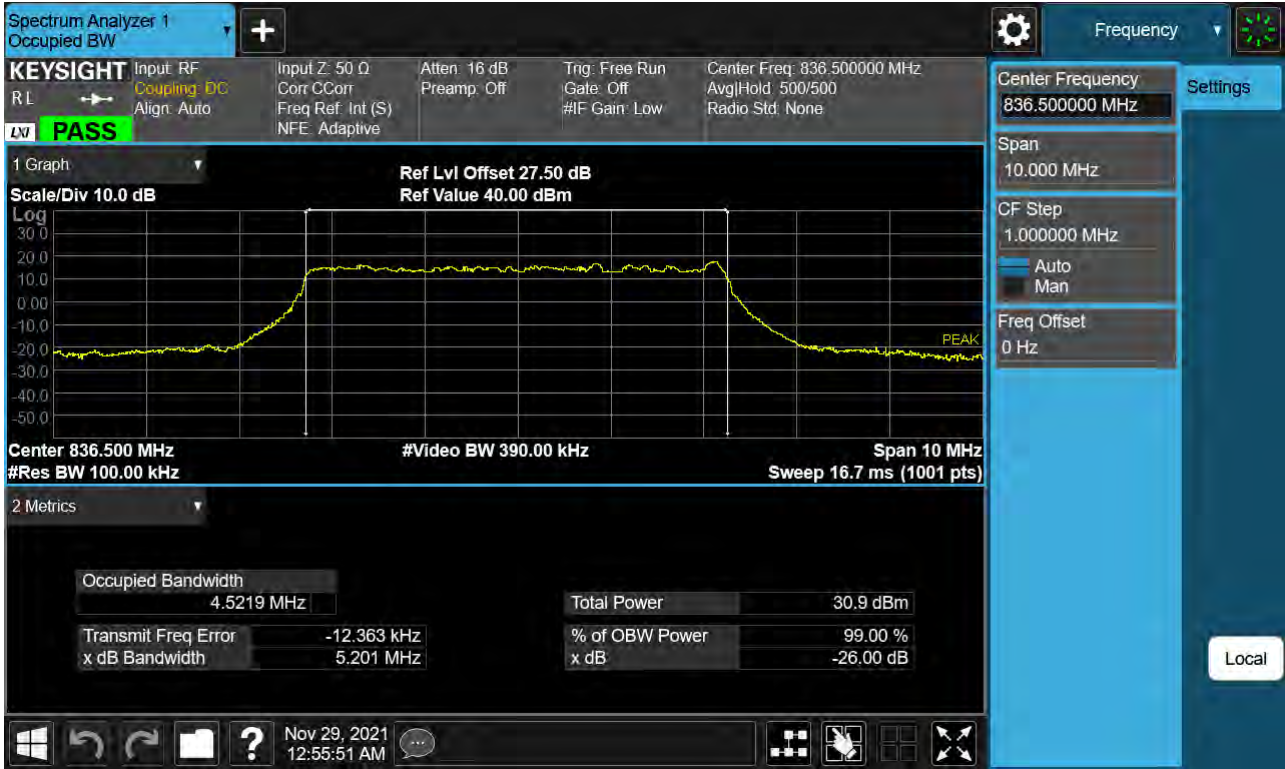 Spectrum Analyzer 1
Occupied BW
+
Frequency
KEYSIGHT
R L
LXI
PASS
Input: RF
Coupling: DC
Align: Auto
Input Z: 50 Ω
Corr CCorr
Freq Ref: Int (S)
NFE: Adaptive
Atten: 16 dB
Preamp: Off
Trig: Free Run
Gate: Off
#IF Gain: Low
Center Freq: 836.500000 MHz
Avg|Hold: 500/500
Radio Std: None
Center Frequency
836.500000 MHz
Settings
Span
10.000 MHz
CF Step
1.000000 MHz
Auto
Man
Freq Offset
0 Hz
Local
1 Graph
Scale/Div 10.0 dB
Ref Lvl Offset 27.50 dB
Ref Value 40.00 dBm
Log
30.0
20.0
10.0
0.00
-10.0
-20.0
-30.0
-40.0
-50.0
PEAK
Center 836.500 MHz
#Video BW 390.00 kHz
Span 10 MHz
#Res BW 100.00 kHz
Sweep 16.7 ms (1001 pts)
2 Metrics
Occupied Bandwidth
4.5219 MHz
Total Power 30.9 dBm
Transmit Freq Error -12.363 kHz
% of OBW Power 99.00 %
x dB Bandwidth 5.201 MHz
x dB -26.00 dB
?
Nov 29, 2021
12:55:51 AM